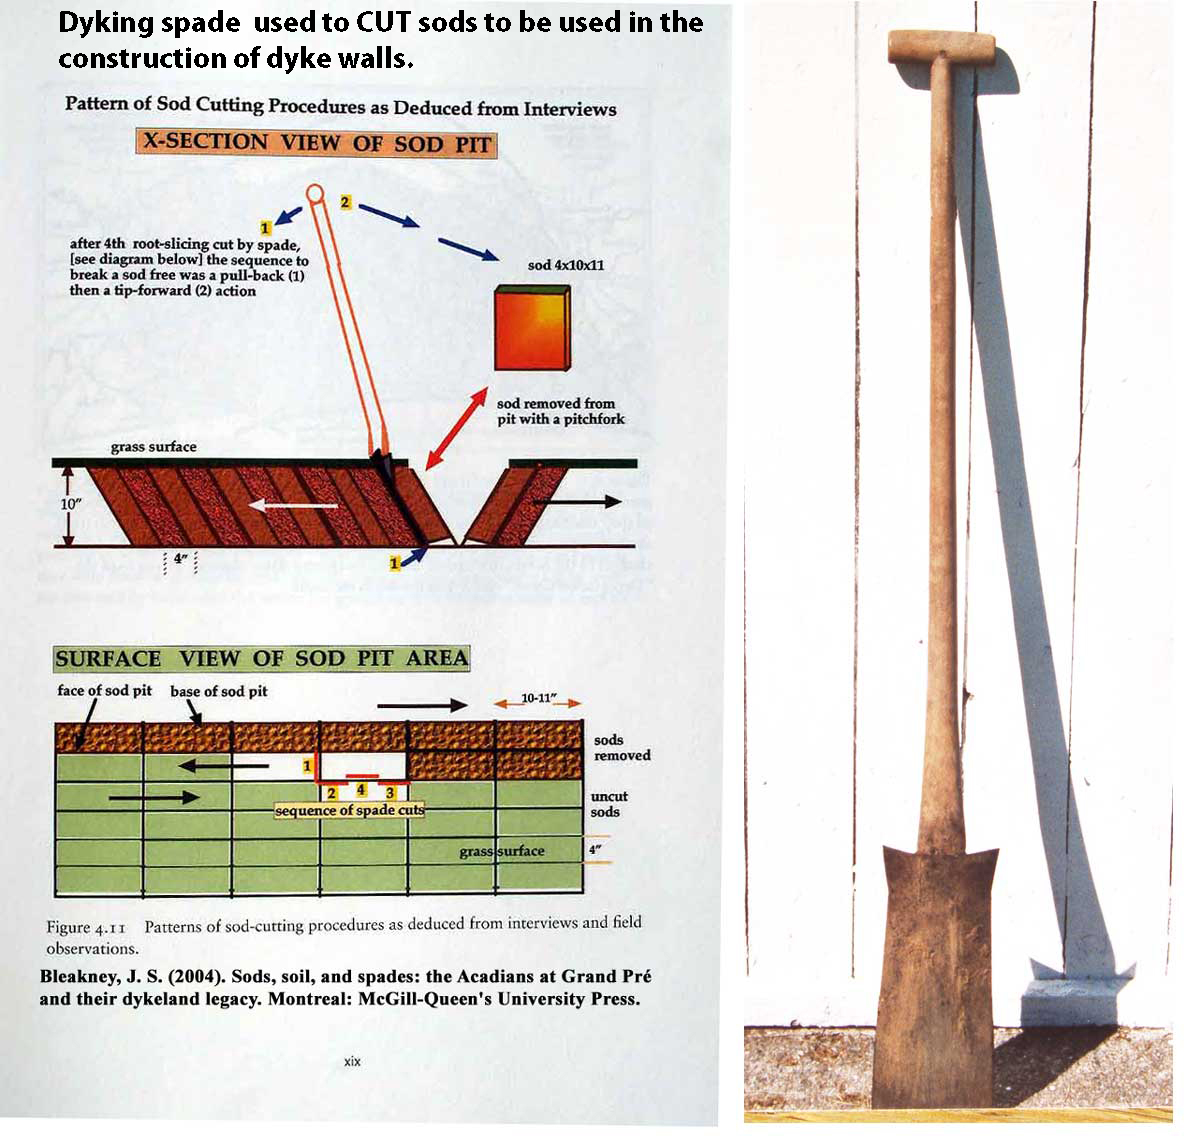 Dyking spade used to CUT sods to be used in the
construction of dyke walls.
Pattern of Sod Cutting Procedures as Deduced from Interviews
X-SECTION VIEW OF SOD PIT
1
2
after 4th root-slicing cut by spade,
[see diagram below] the sequence to
break a sod free was a pull-back (1)
then a tip-forward (2) action
sod 4x10x11
sod removed from
pit with a pitchfork
grass surface
10"
4"
1
SURFACE VIEW OF SOD PIT AREA
face of sod pit base of sod pit
10-11"
sods
removed
1
2 4 3
sequence of spade cuts
uncut
sods
grass surface
4"
Figure 4.11 Patterns of sod-cutting procedures as deduced from interviews and field
observations.
Bleakney, J. S. (2004). Sods, soil, and spades: the Acadians at Grand Pré
and their dykeland legacy. Montreal: McGill-Queen's University Press.
xix